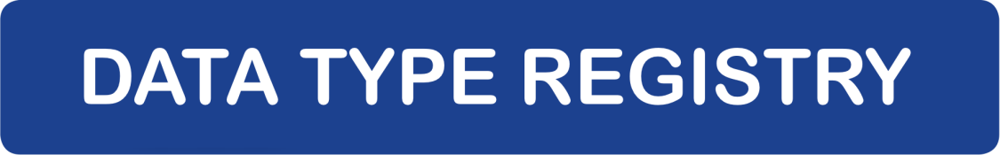 DATA TYPE REGISTRY